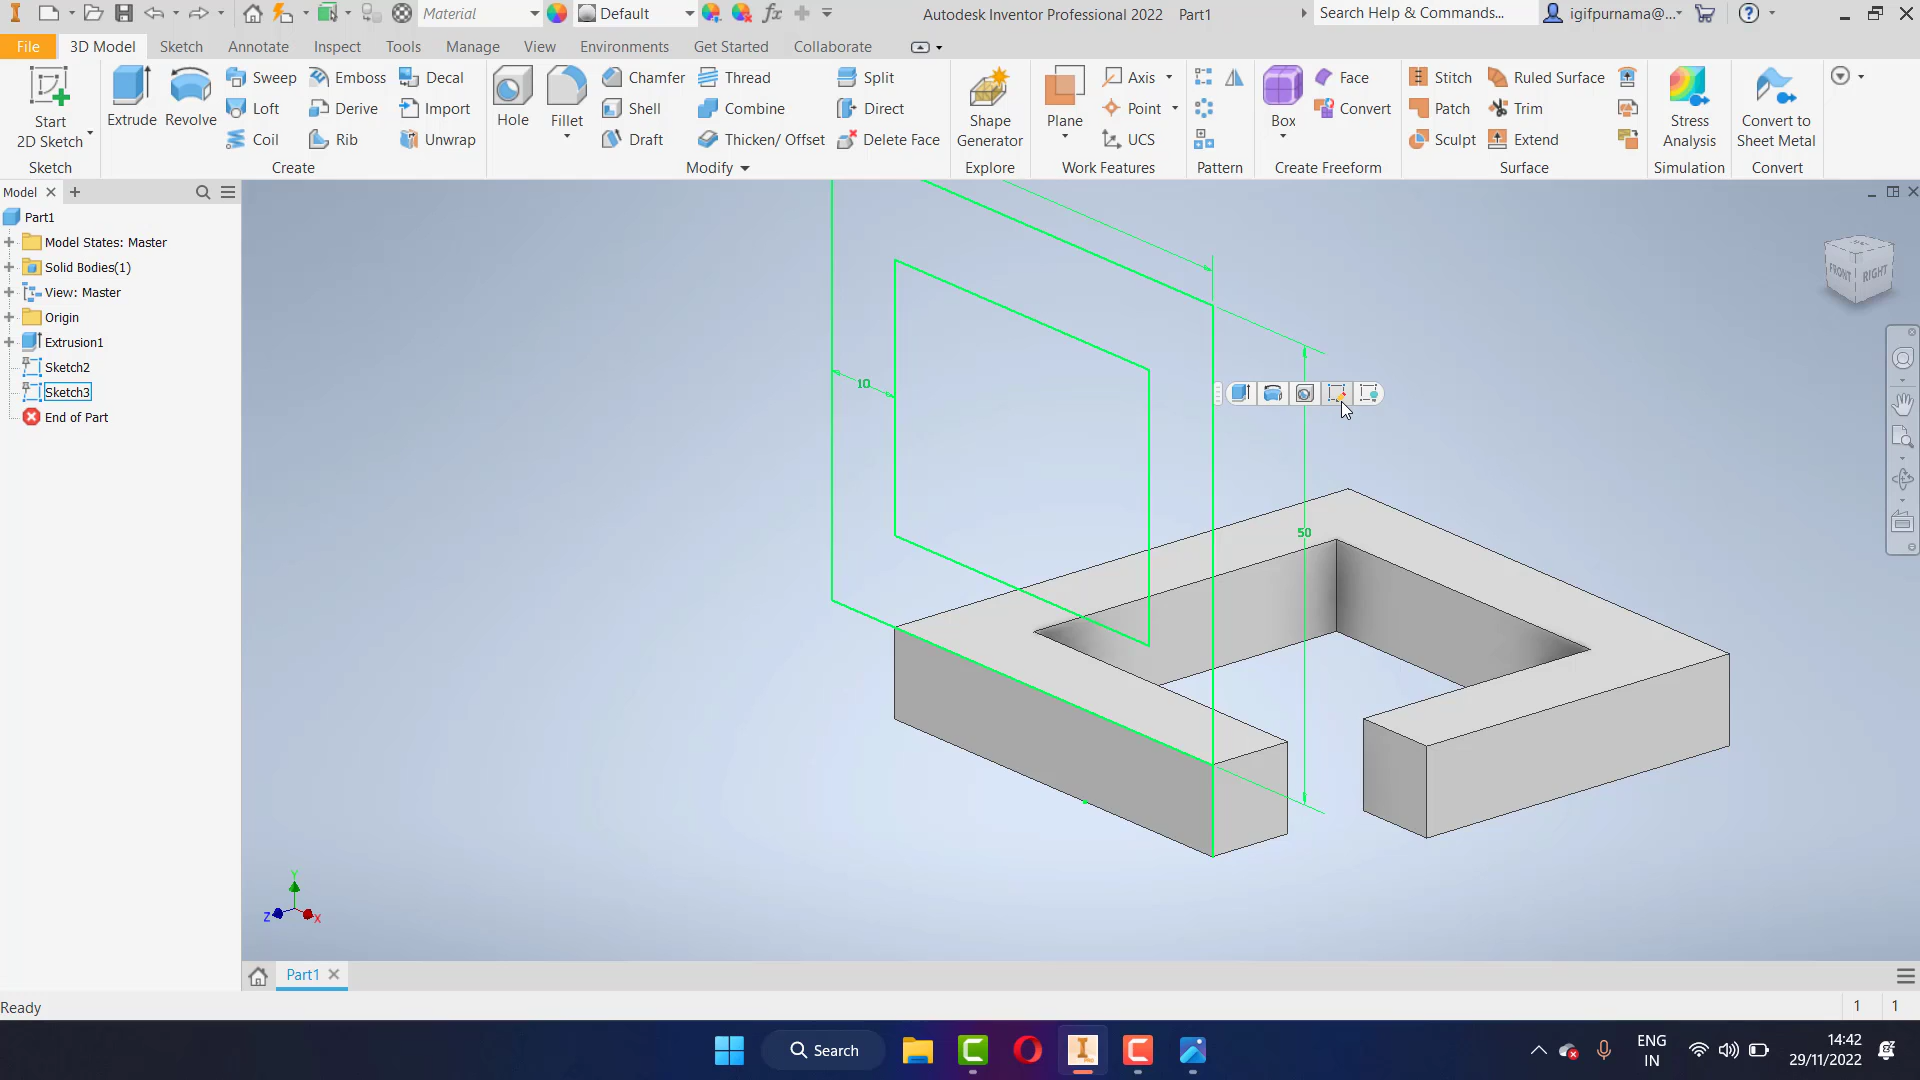 Material
Default
Autodesk Inventor Professional 2022 Part1
Search Help & Commands...
igifpurnama@...
File 3D Model Sketch Annotate Inspect Tools Manage View Environments Get Started Collaborate
Start
2D Sketch
Sketch
Extrude
Revolve
Sweep
Loft
Coil
Emboss
Derive
Rib
Decal
Import
Unwrap
Create
Hole
Fillet
Chamfer
Shell
Draft
Thread
Combine
Thicken/ Offset
Split
Direct
Delete Face
Modify
Shape
Generator
Explore
Plane
Axis
Point
UCS
Work Features
Pattern
Box
Face
Convert
Create Freeform
Stitch
Patch
Sculpt
Ruled Surface
Trim
Extend
Surface
Stress
Analysis
Simulation
Convert to
Sheet Metal
Convert
Model
Part1
Model States: Master
Solid Bodies(1)
View: Master
Origin
Extrusion1
Sketch2
Sketch3
End of Part
10
50
FRONT
RIGHT
Y
Z
X
Part1
Ready
1 1
Search
ENG
IN
14:42
29/11/2022